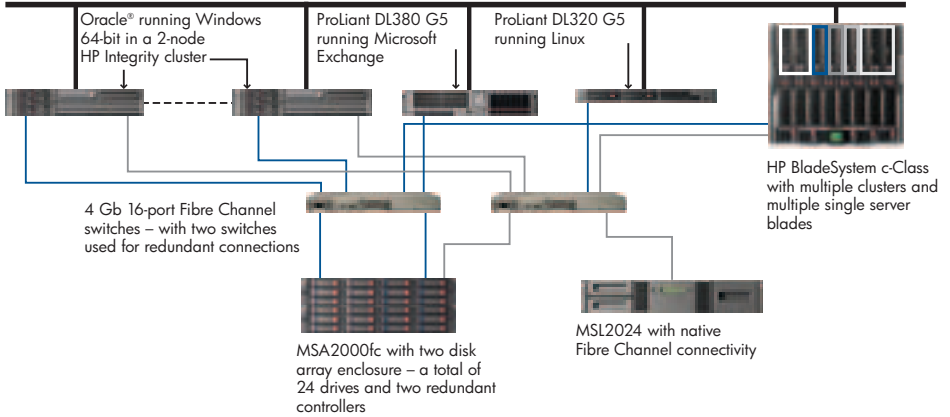 Oracle® running Windows
64-bit in a 2-node
HP Integrity cluster
ProLiant DL380 G5
running Microsoft
Exchange
ProLiant DL320 G5
running Linux
HP BladeSystem c-Class
with multiple clusters and
multiple single server
blades
4 Gb 16-port Fibre Channel
switches – with two switches
used for redundant connections
MSA2000fc with two disk
array enclosure – a total of
24 drives and two redundant
controllers
MSL2024 with native
Fibre Channel connectivity